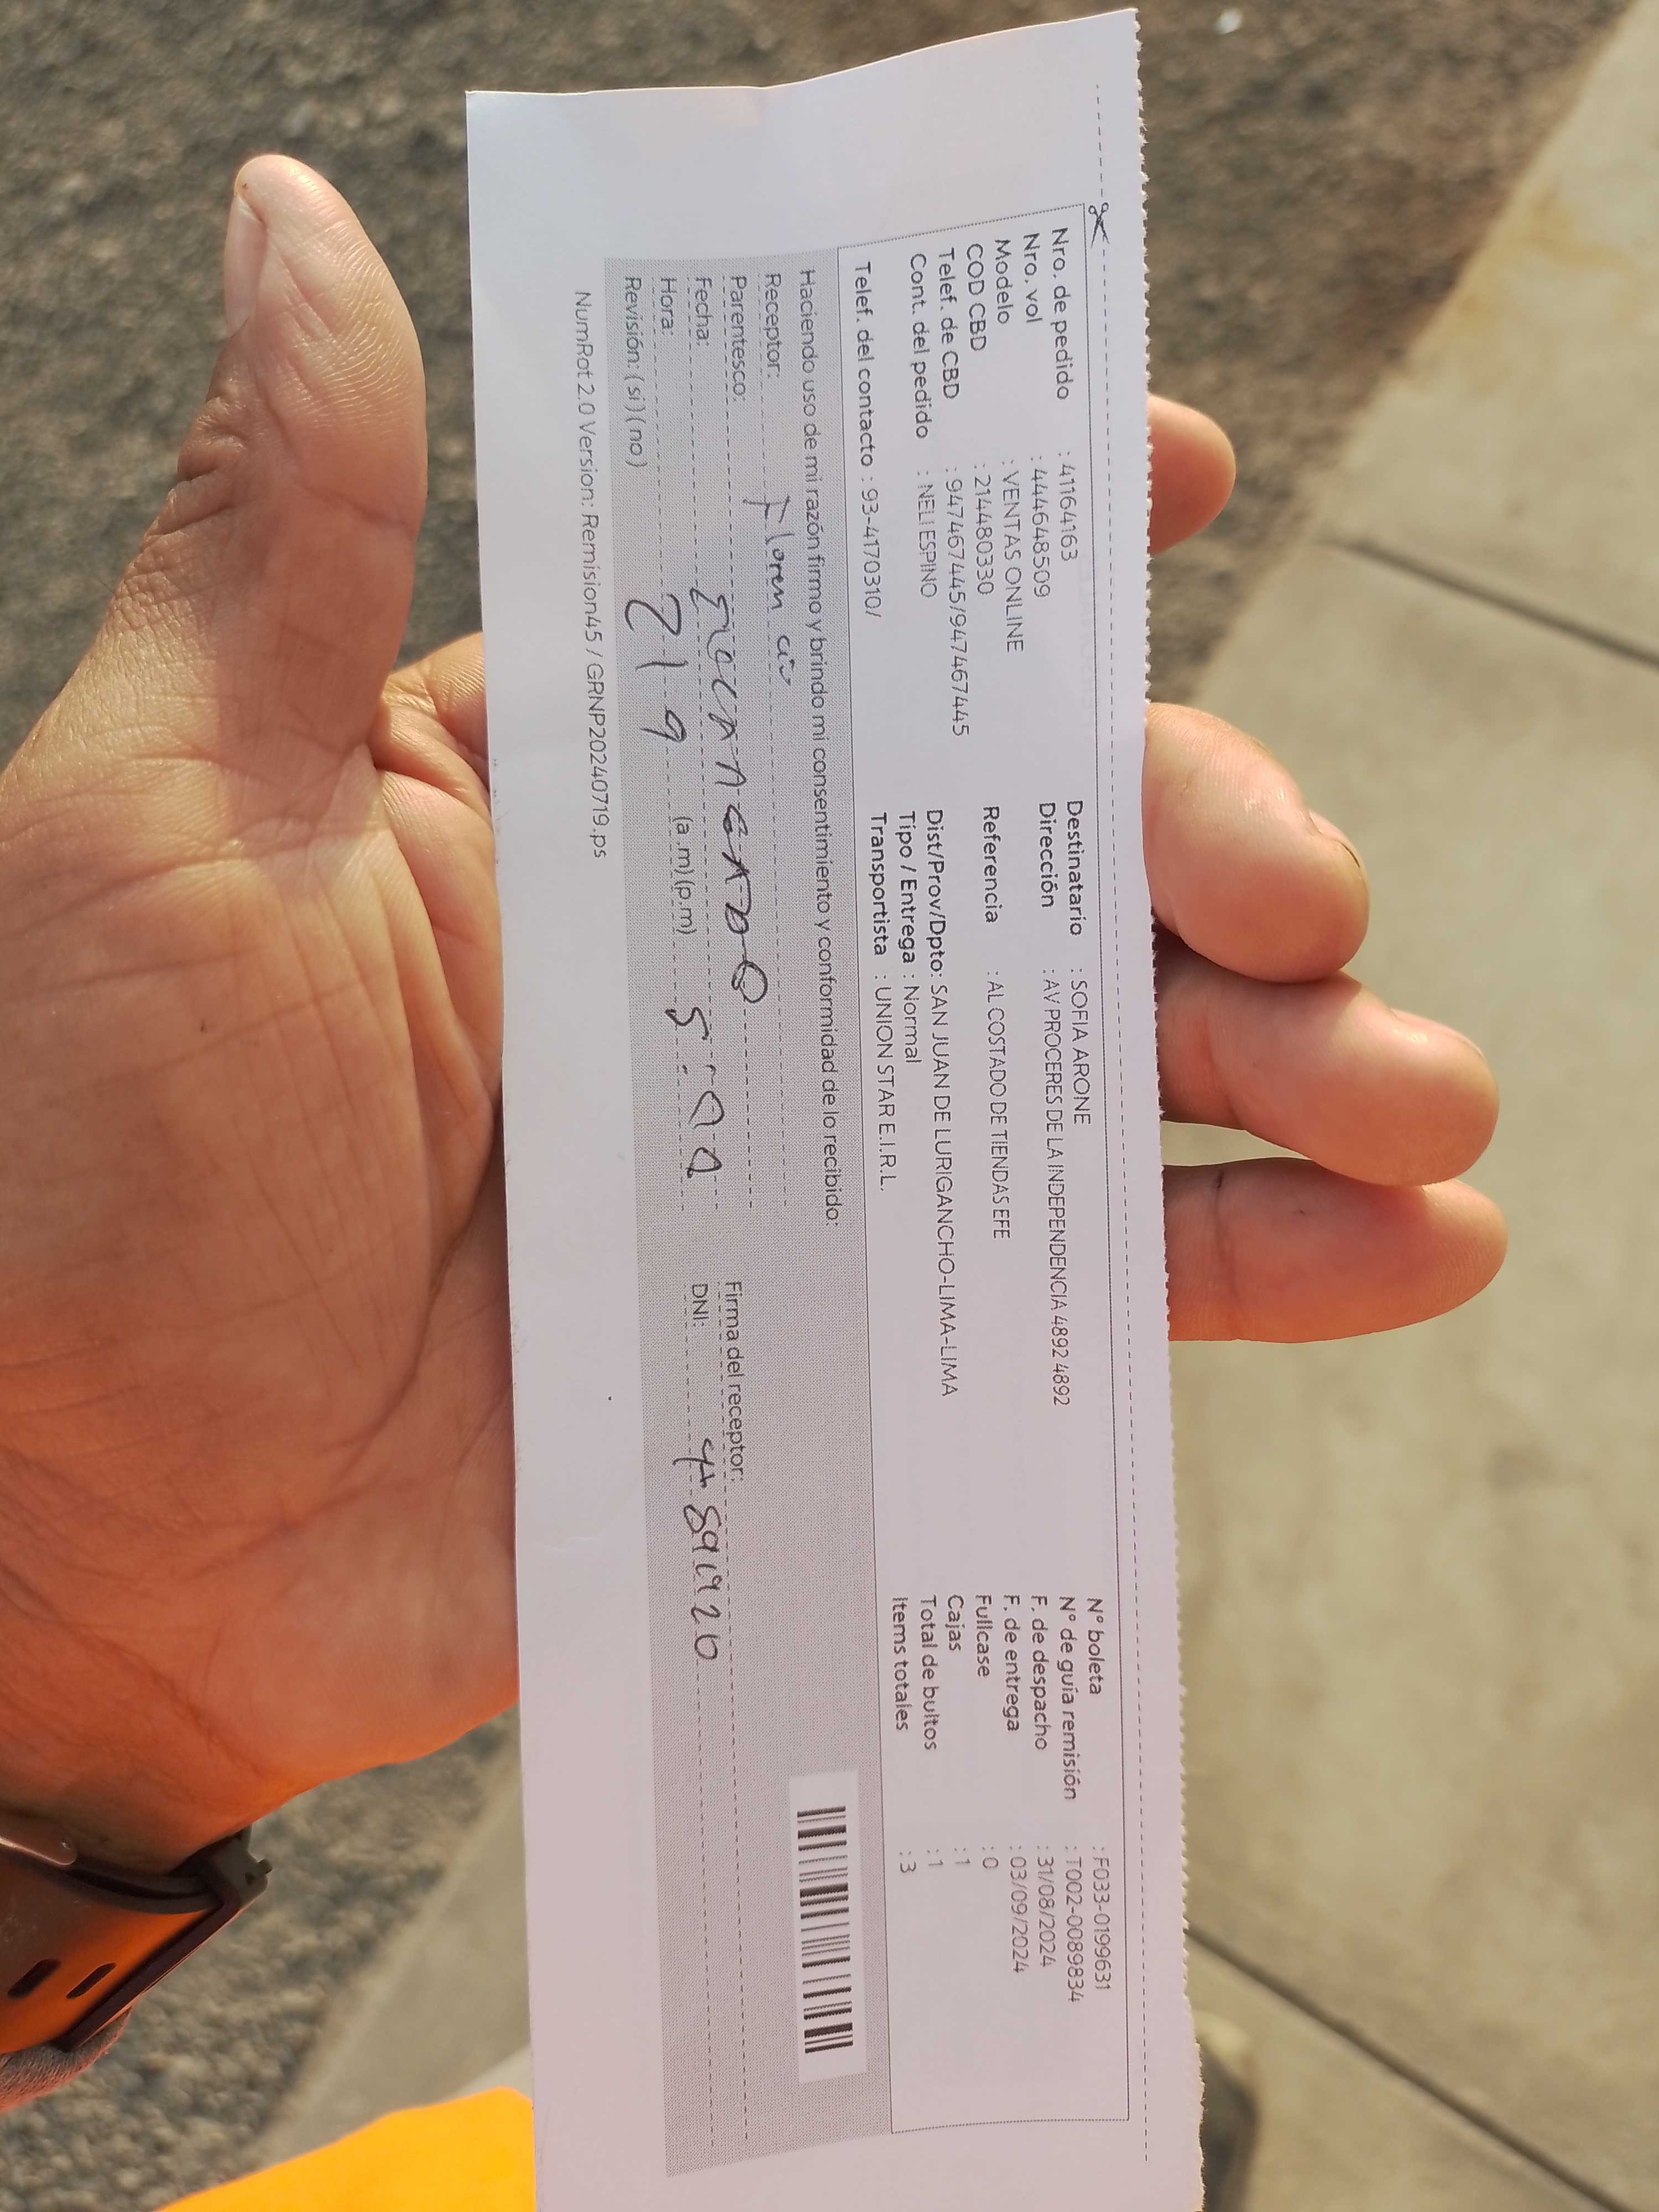 Nro. de pedido : 41164163
Nro. vol : 444648509
Modelo : VENTAS ONLINE
COD CBD : 214480330
Telef. de CBD : 947467445/947467445
Cont. del pedido : NELI ESPINO
Telef. del contacto : 93-4170310/
Destinatario : SOFIA ARONE
Dirección : AV PROCERES DE LA INDEPENDENCIA 4892 4892
Referencia : AL COSTADO DE TIENDAS EFE
Dist/Prov/Dpto: SAN JUAN DE LURIGANCHO-LIMA-LIMA
Tipo / Entrega : Normal
Transportista : UNION STAR E.I.R.L.
N° boleta : F033-0199631
N° de guía remisión : T002-0089834
F. de despacho : 31/08/2024
F. de entrega : 03/09/2024
Fullcase : 0
Cajas : 1
Total de bultos : 1
Items totales : 3
Haciendo uso de mi razón firmo y brindo mi consentimiento y conformidad de lo recibido:
Receptor:
Parentesco:
Fecha:
Hora: 219 (a.m)(p.m)
Revisión: (si) (no)
Firma del receptor:
DNI:
NumRot 2.0 Version: Remision45 / GRNP20240719.ps